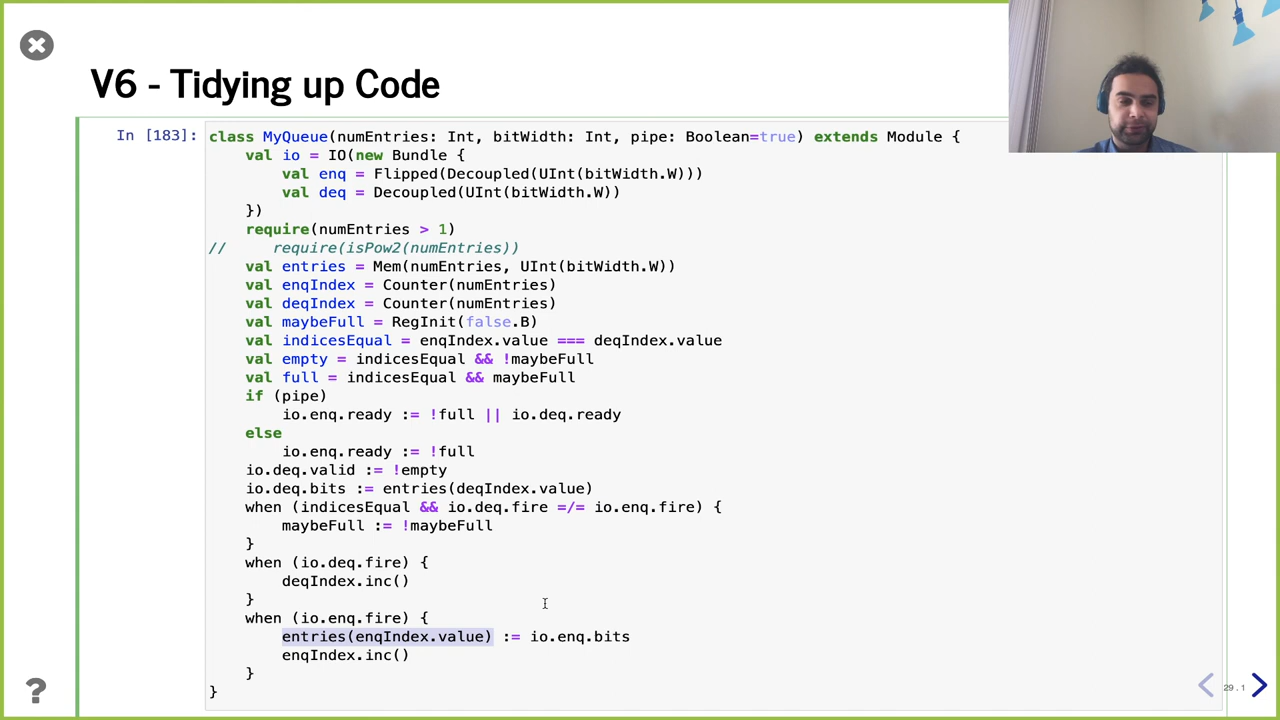 V6 - Tidying up Code
In [183]:
class MyQueue(numEntries: Int, bitWidth: Int, pipe: Boolean=true) extends Module {
    val io = IO(new Bundle {
        val enq = Flipped(Decoupled(UInt(bitWidth.W)))
        val deq = Decoupled(UInt(bitWidth.W))
    })
    require(numEntries > 1)
//     require(isPow2(numEntries))
    val entries = Mem(numEntries, UInt(bitWidth.W))
    val enqIndex = Counter(numEntries)
    val deqIndex = Counter(numEntries)
    val maybeFull = RegInit(false.B)
    val indicesEqual = enqIndex.value === deqIndex.value
    val empty = indicesEqual && !maybeFull
    val full = indicesEqual && maybeFull
    if (pipe)
        io.enq.ready := !full || io.deq.ready
    else
        io.enq.ready := !full
    io.deq.valid := !empty
    io.deq.bits := entries(deqIndex.value)
    when (indicesEqual && io.deq.fire =/= io.enq.fire) {
        maybeFull := !maybeFull
    }
    when (io.deq.fire) {
        deqIndex.inc()
    }
    when (io.enq.fire) {
        entries(enqIndex.value) := io.enq.bits
        enqIndex.inc()
    }
}
?
29.1